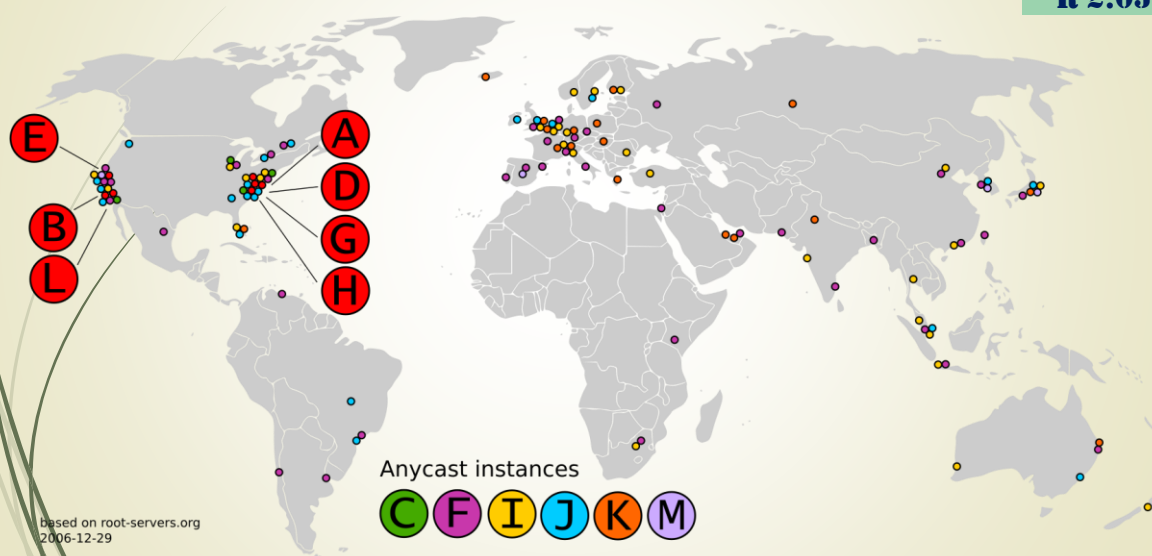 E
A
D
B
G
L
H
Anycast instances
C F I J K M
based on root-servers.org
2006-12-29